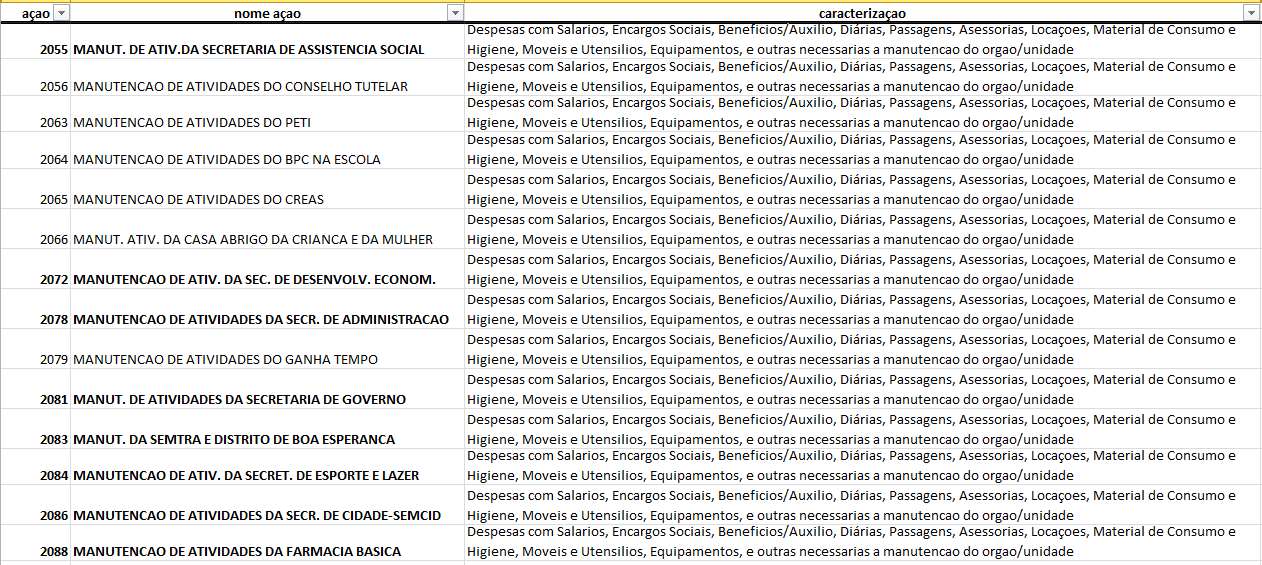 açao nome açao caracterizaçao
Despesas com Salarios, Encargos Sociais, Beneficios/Auxilio, Diárias, Passagens, Asessorias, Locaçoes, Material de Consumo e
2055 MANUT. DE ATIV.DA SECRETARIA DE ASSISTENCIA SOCIAL Higiene, Moveis e Utensilios, Equipamentos, e outras necessarias a manutencao do orgao/unidade
Despesas com Salarios, Encargos Sociais, Beneficios/Auxilio, Diárias, Passagens, Asessorias, Locaçoes, Material de Consumo e
2056 MANUTENCAO DE ATIVIDADES DO CONSELHO TUTELAR Higiene, Moveis e Utensilios, Equipamentos, e outras necessarias a manutencao do orgao/unidade
Despesas com Salarios, Encargos Sociais, Beneficios/Auxilio, Diárias, Passagens, Asessorias, Locaçoes, Material de Consumo e
2063 MANUTENCAO DE ATIVIDADES DO PETI Higiene, Moveis e Utensilios, Equipamentos, e outras necessarias a manutencao do orgao/unidade
Despesas com Salarios, Encargos Sociais, Beneficios/Auxilio, Diárias, Passagens, Asessorias, Locaçoes, Material de Consumo e
2064 MANUTENCAO DE ATIVIDADES DO BPC NA ESCOLA Higiene, Moveis e Utensilios, Equipamentos, e outras necessarias a manutencao do orgao/unidade
Despesas com Salarios, Encargos Sociais, Beneficios/Auxilio, Diárias, Passagens, Asessorias, Locaçoes, Material de Consumo e
2065 MANUTENCAO DE ATIVIDADES DO CREAS Higiene, Moveis e Utensilios, Equipamentos, e outras necessarias a manutencao do orgao/unidade
Despesas com Salarios, Encargos Sociais, Beneficios/Auxilio, Diárias, Passagens, Asessorias, Locaçoes, Material de Consumo e
2066 MANUT. ATIV. DA CASA ABRIGO DA CRIANCA E DA MULHER Higiene, Moveis e Utensilios, Equipamentos, e outras necessarias a manutencao do orgao/unidade
Despesas com Salarios, Encargos Sociais, Beneficios/Auxilio, Diárias, Passagens, Asessorias, Locaçoes, Material de Consumo e
2072 MANUTENCAO DE ATIV. DA SEC. DE DESENVOLV. ECONOM. Higiene, Moveis e Utensilios, Equipamentos, e outras necessarias a manutencao do orgao/unidade
Despesas com Salarios, Encargos Sociais, Beneficios/Auxilio, Diárias, Passagens, Asessorias, Locaçoes, Material de Consumo e
2078 MANUTENCAO DE ATIVIDADES DA SECR. DE ADMINISTRACAO Higiene, Moveis e Utensilios, Equipamentos, e outras necessarias a manutencao do orgao/unidade
Despesas com Salarios, Encargos Sociais, Beneficios/Auxilio, Diárias, Passagens, Asessorias, Locaçoes, Material de Consumo e
2079 MANUTENCAO DE ATIVIDADES DO GANHA TEMPO Higiene, Moveis e Utensilios, Equipamentos, e outras necessarias a manutencao do orgao/unidade
Despesas com Salarios, Encargos Sociais, Beneficios/Auxilio, Diárias, Passagens, Asessorias, Locaçoes, Material de Consumo e
2081 MANUT. DE ATIVIDADES DA SECRETARIA DE GOVERNO Higiene, Moveis e Utensilios, Equipamentos, e outras necessarias a manutencao do orgao/unidade
Despesas com Salarios, Encargos Sociais, Beneficios/Auxilio, Diárias, Passagens, Asessorias, Locaçoes, Material de Consumo e
2083 MANUT. DA SEMTRA E DISTRITO DE BOA ESPERANCA Higiene, Moveis e Utensilios, Equipamentos, e outras necessarias a manutencao do orgao/unidade
Despesas com Salarios, Encargos Sociais, Beneficios/Auxilio, Diárias, Passagens, Asessorias, Locaçoes, Material de Consumo e
2084 MANUTENCAO DE ATIV. DA SECRET. DE ESPORTE E LAZER Higiene, Moveis e Utensilios, Equipamentos, e outras necessarias a manutencao do orgao/unidade
Despesas com Salarios, Encargos Sociais, Beneficios/Auxilio, Diárias, Passagens, Asessorias, Locaçoes, Material de Consumo e
2086 MANUTENCAO DE ATIVIDADES DA SECR. DE CIDADE-SEMCID Higiene, Moveis e Utensilios, Equipamentos, e outras necessarias a manutencao do orgao/unidade
Despesas com Salarios, Encargos Sociais, Beneficios/Auxilio, Diárias, Passagens, Asessorias, Locaçoes, Material de Consumo e
2088 MANUTENCAO DE ATIVIDADES DA FARMACIA BASICA Higiene, Moveis e Utensilios, Equipamentos, e outras necessarias a manutencao do orgao/unidade